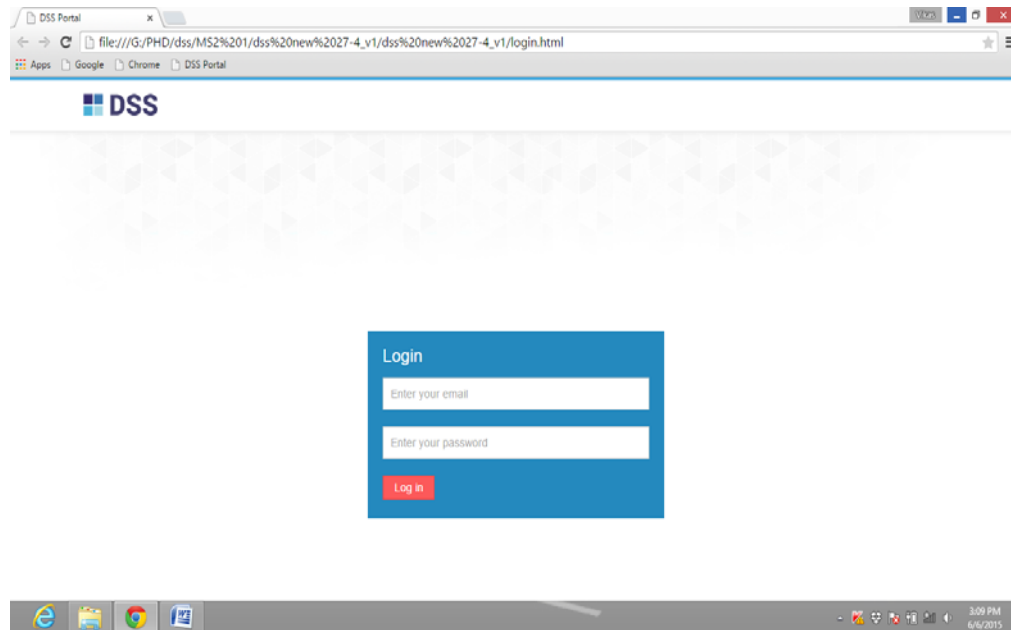 DSS Portal
file:///G:/PHD/dss/MS2%201/dss%20new%2027-4_v1/dss%20new%2027-4_v1/login.html
Apps Google Chrome DSS Portal
DSS
Login
Enter your email
Enter your password
Log in
3:09 PM
6/6/2015